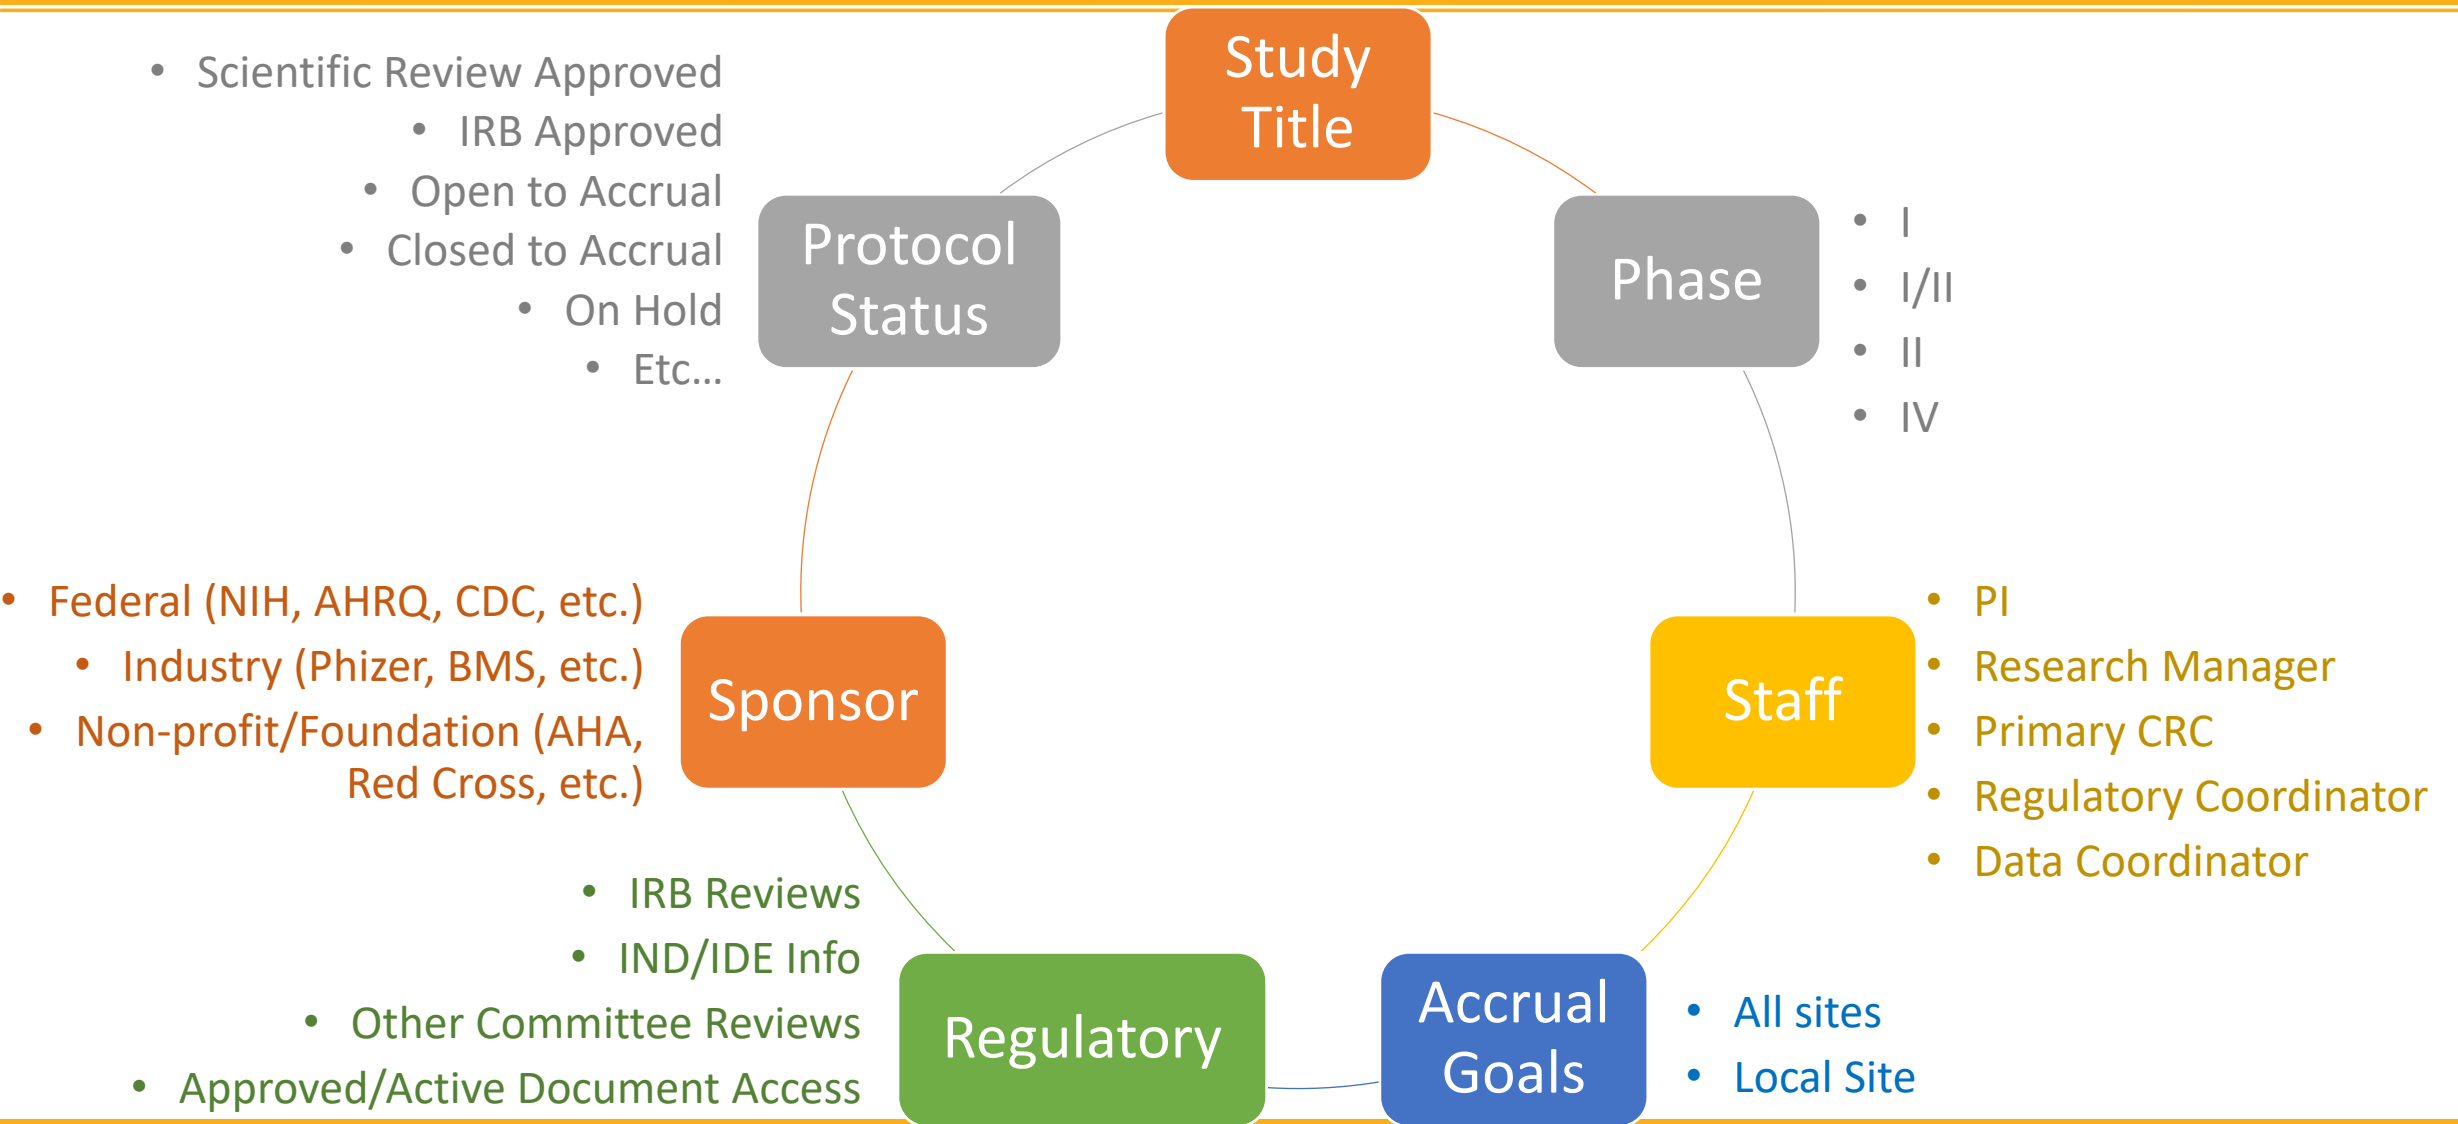 Study
Title
• Scientific Review Approved
• IRB Approved
• Open to Accrual
• Closed to Accrual
• On Hold
• Etc...
Protocol
Status
Phase
• I
• I/II
• II
• IV
• Federal (NIH, AHRQ, CDC, etc.)
• Industry (Phizer, BMS, etc.)
• Non-profit/Foundation (AHA,
Red Cross, etc.)
Sponsor
Staff
• PI
• Research Manager
• Primary CRC
• Regulatory Coordinator
• Data Coordinator
• IRB Reviews
• IND/IDE Info
• Other Committee Reviews
• Approved/Active Document Access
Regulatory
Accrual
Goals
• All sites
• Local Site